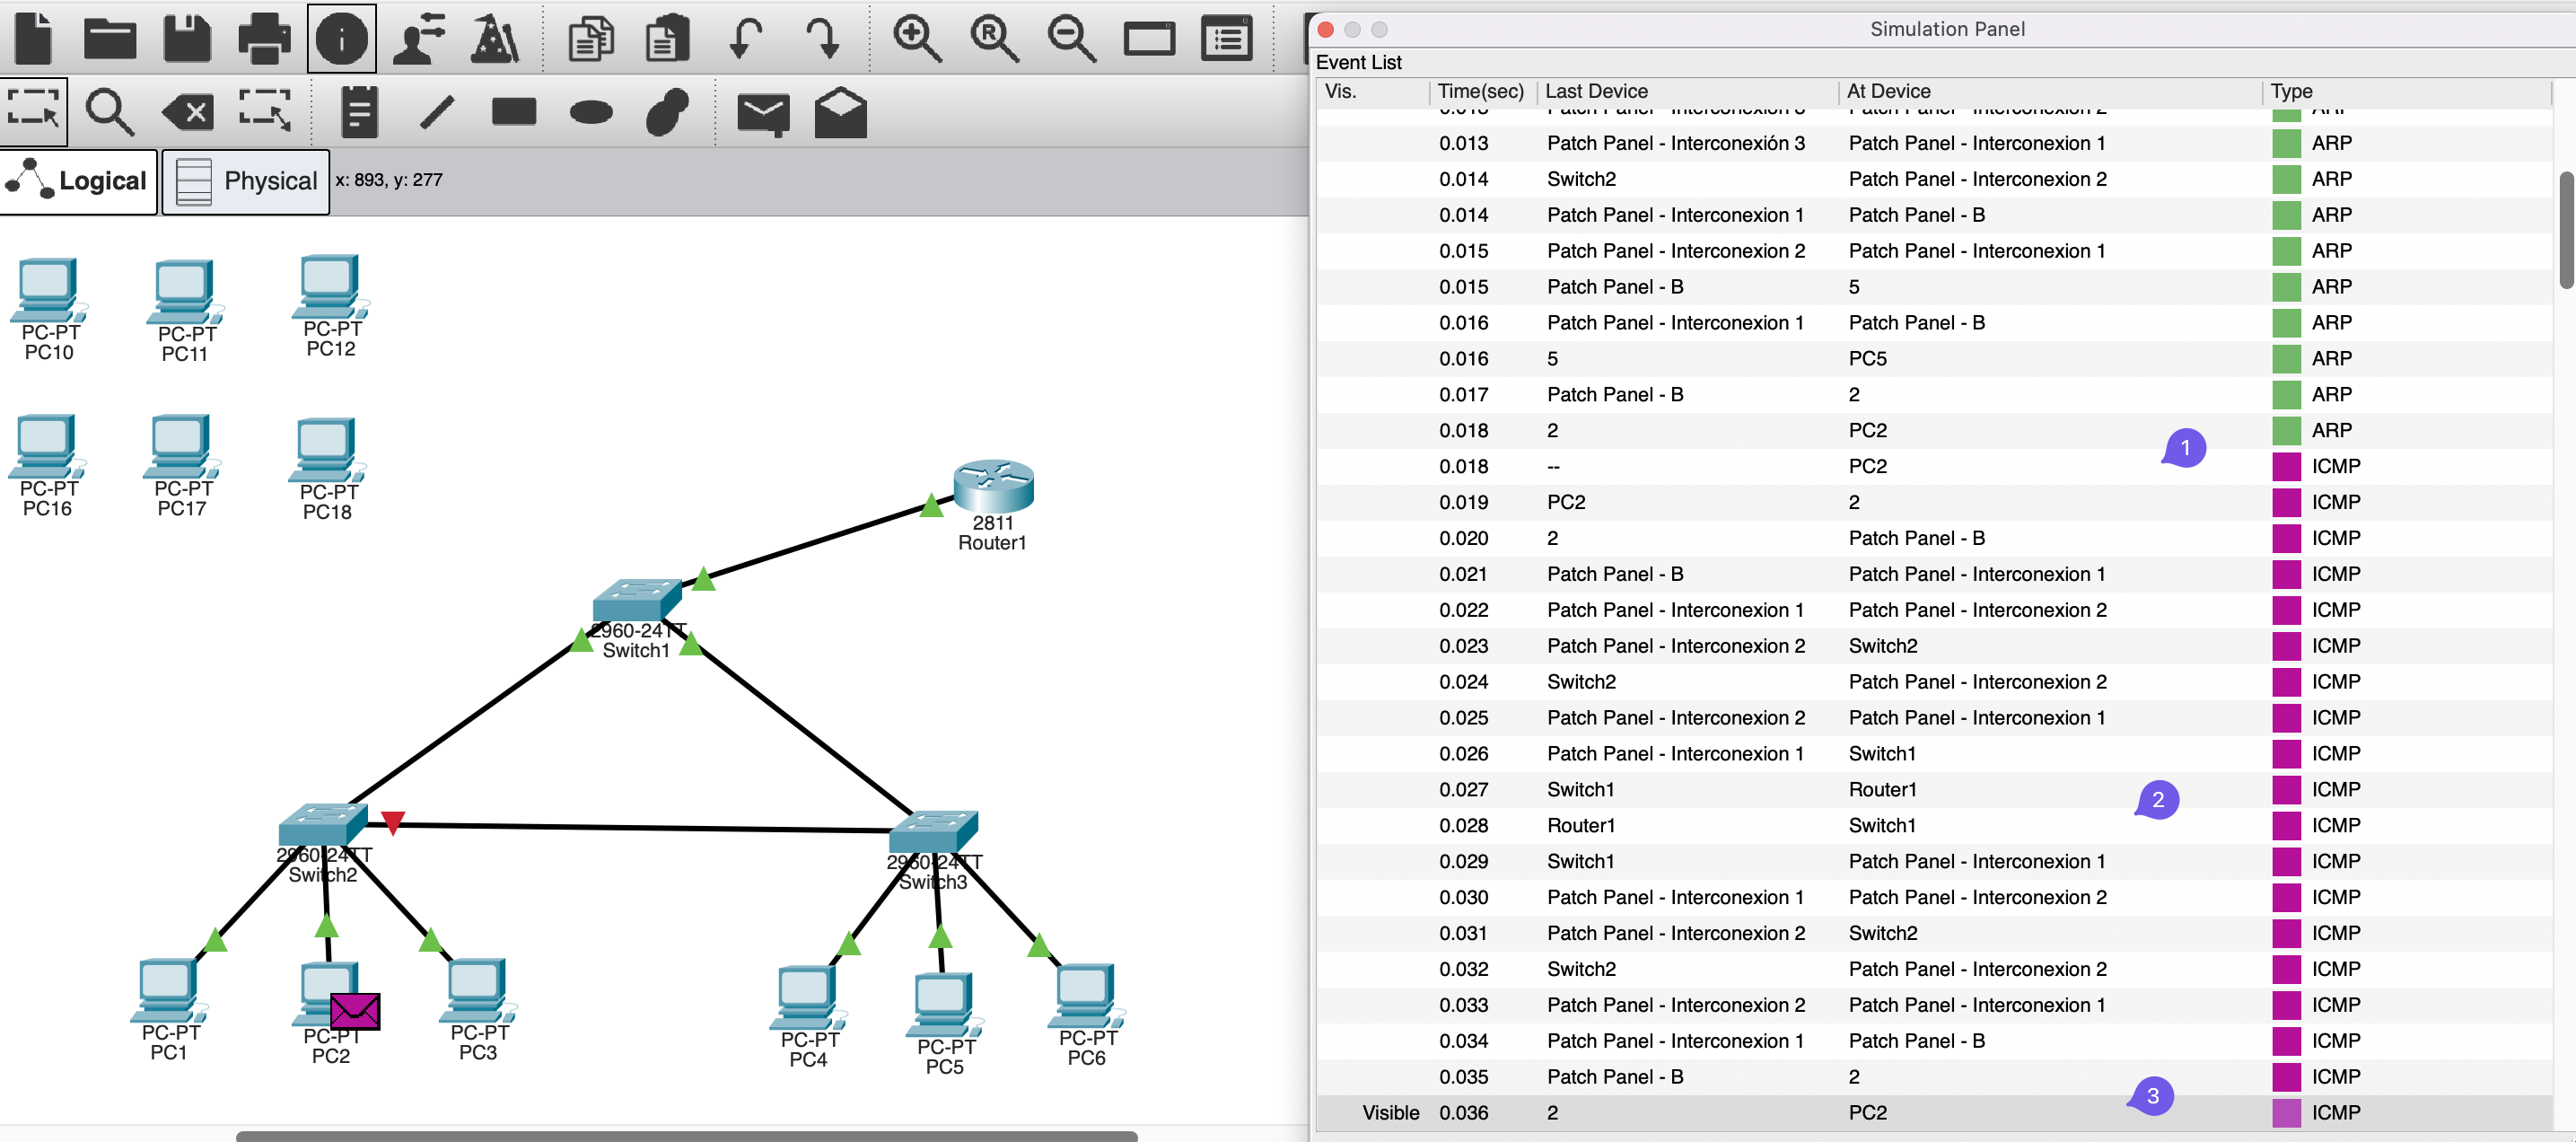 Simulation Panel
Event List
Vis. Time(sec) Last Device At Device Type
0.013 Patch Panel - Interconexión 3 Patch Panel - Interconexion 1 ARP
0.014 Switch2 Patch Panel - Interconexion 2 ARP
0.014 Patch Panel - Interconexion 1 Patch Panel - B ARP
0.015 Patch Panel - Interconexion 2 Patch Panel - Interconexion 1 ARP
0.015 Patch Panel - B 5 ARP
0.016 Patch Panel - Interconexion 1 Patch Panel - B ARP
0.016 5 PC5 ARP
0.017 Patch Panel - B 2 ARP
0.018 2 PC2 ARP
1
0.018 -- PC2 ICMP
0.019 PC2 2 ICMP
0.020 2 Patch Panel - B ICMP
0.021 Patch Panel - B Patch Panel - Interconexion 1 ICMP
0.022 Patch Panel - Interconexion 1 Patch Panel - Interconexion 2 ICMP
0.023 Patch Panel - Interconexion 2 Switch2 ICMP
0.024 Switch2 Patch Panel - Interconexion 2 ICMP
0.025 Patch Panel - Interconexion 2 Patch Panel - Interconexion 1 ICMP
0.026 Patch Panel - Interconexion 1 Switch1 ICMP
0.027 Switch1 Router1 ICMP
2
0.028 Router1 Switch1 ICMP
0.029 Switch1 Patch Panel - Interconexion 1 ICMP
0.030 Patch Panel - Interconexion 1 Patch Panel - Interconexion 2 ICMP
0.031 Patch Panel - Interconexion 2 Switch2 ICMP
0.032 Switch2 Patch Panel - Interconexion 2 ICMP
0.033 Patch Panel - Interconexion 2 Patch Panel - Interconexion 1 ICMP
0.034 Patch Panel - Interconexion 1 Patch Panel - B ICMP
0.035 Patch Panel - B 2 ICMP
3
Visible 0.036 2 PC2 ICMP
Logical Physical x: 893, y: 277
PC-PT
PC10
PC-PT
PC11
PC-PT
PC12
PC-PT
PC16
PC-PT
PC17
PC-PT
PC18
2811
Router1
2960-24TT
Switch1
2960-24TT
Switch2
2960-24TT
Switch3
PC-PT
PC1
PC-PT
PC2
PC-PT
PC3
PC-PT
PC4
PC-PT
PC5
PC-PT
PC6